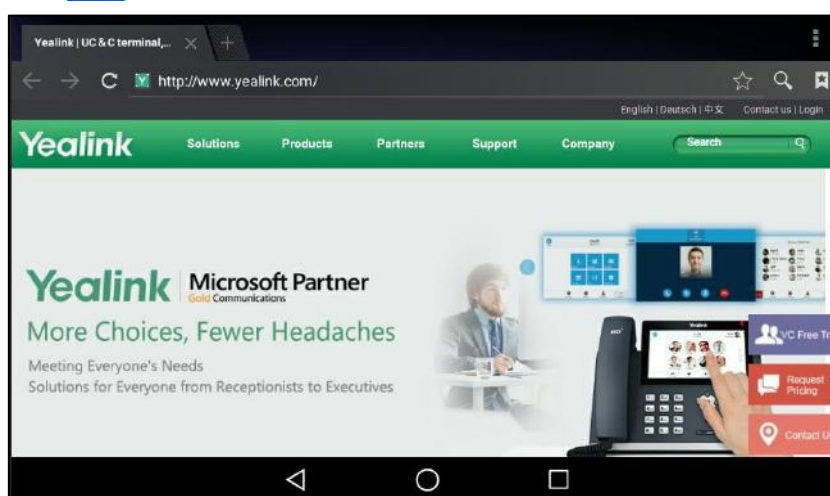 Yealink | UC & C terminal,...
http://www.yealink.com/
English | Deutsch | 中文 Contact us | Login
Yealink Solutions Products Partners Support Company Search
Yealink Microsoft Partner
Gold Communications
More Choices, Fewer Headaches
Meeting Everyone's Needs
Solutions for Everyone from Receptionists to Executives
Yealink
VC Free Tr
Request
Pricing
Contact U